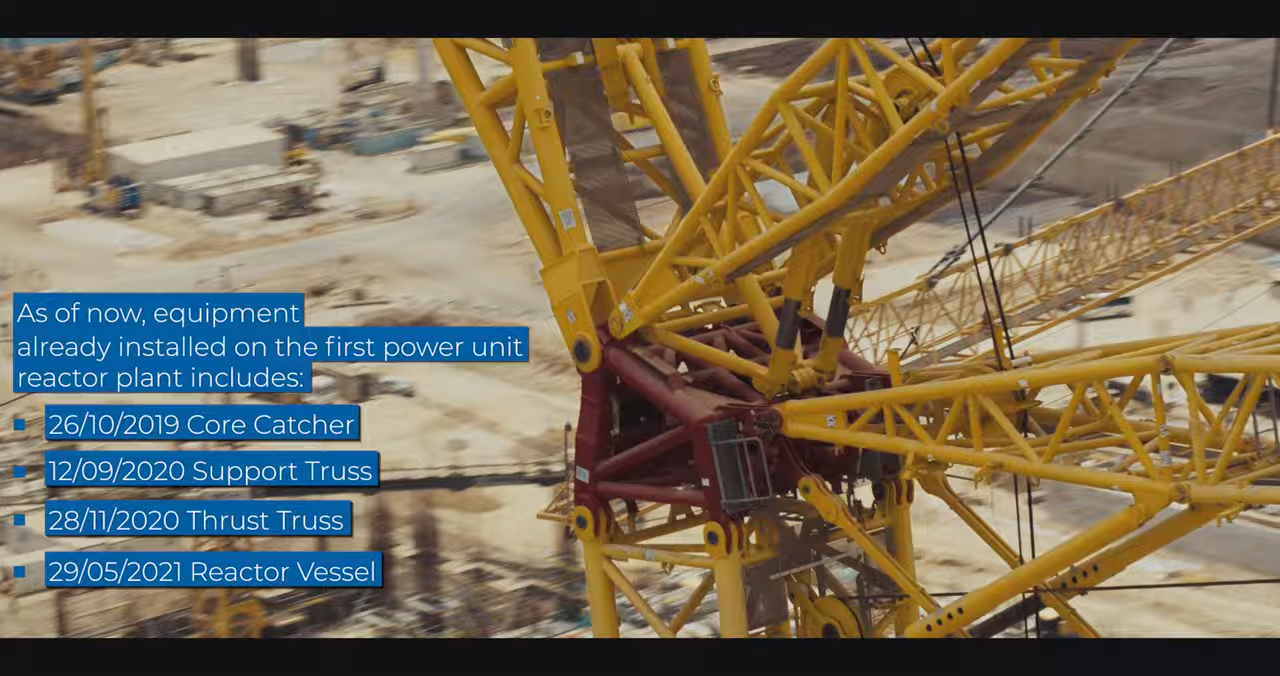 As of now, equipment
already installed on the first power unit
reactor plant includes:
26/10/2019 Core Catcher
12/09/2020 Support Truss
28/11/2020 Thrust Truss
29/05/2021 Reactor Vessel